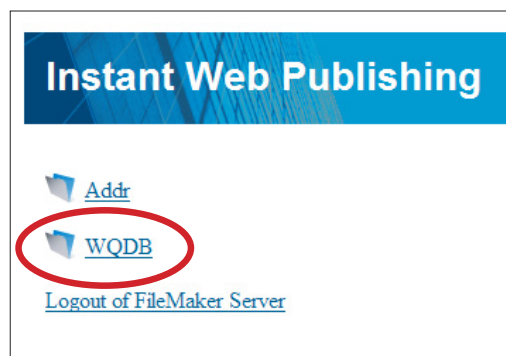 Instant Web Publishing
Addr
WQDB
Logout of FileMaker Server